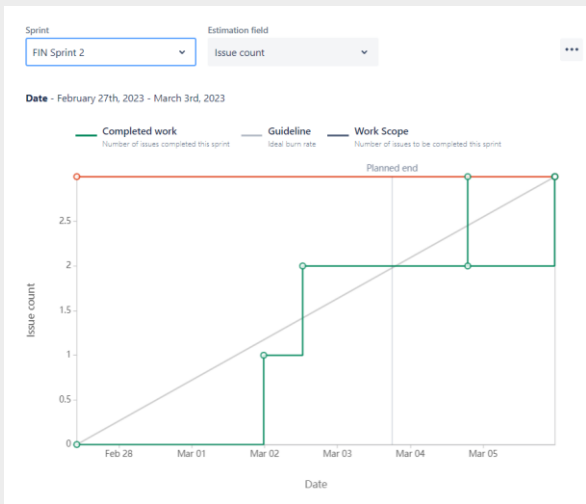 Sprint
Estimation field
FIN Sprint 2
Issue count
Date - February 27th, 2023 - March 3rd, 2023
Completed work
Number of issues completed this sprint
Guideline
Ideal burn rate
Work Scope
Number of issues to be completed this sprint
Planned end
2.5
2
1.5
1
0.5
0
Issue count
Feb 28
Mar 01
Mar 02
Mar 03
Mar 04
Mar 05
Date